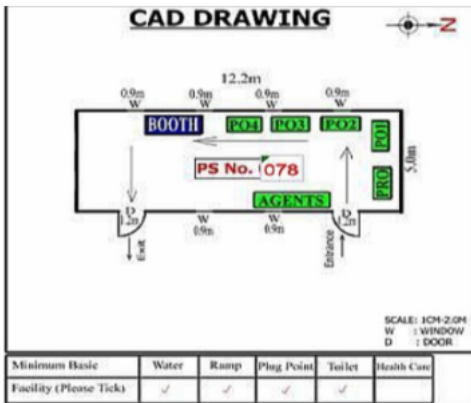 CAD DRAWING
N
12.2m
0.9m 0.9m 0.9m 0.9m
W W W W
BOOTH PO4 PO3 PO2 PO1
5.0m
PS No. 078
PRO
AGENTS
D W W D
1.2m 0.9m 0.9m 1.2m
Exit Entrance
SCALE: 1CM-2.0M
W : WINDOW
D : DOOR
Minimum Basic Water Ramp Plug Point Toilet Health Care
Facility (Please Tick) ✓ ✓ ✓ ✓